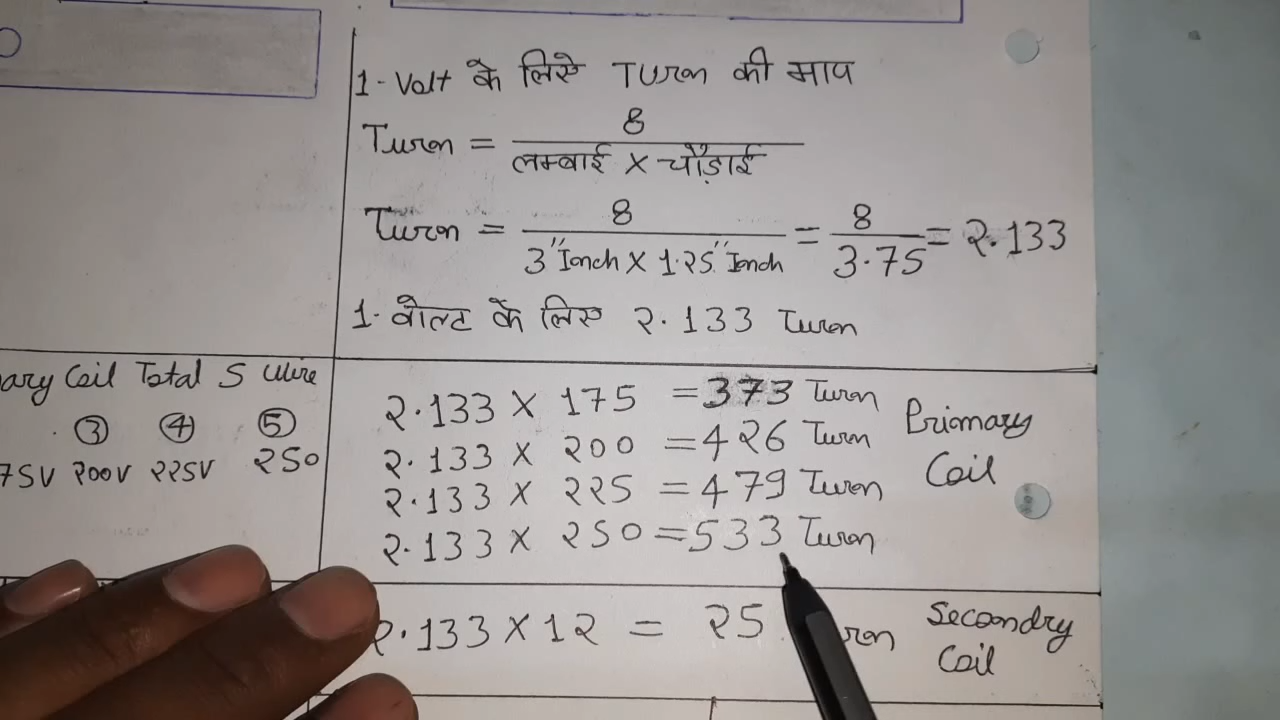 1- Volt के लिऐ Turn की माप
Turn = 8 / लम्बाई X चौड़ाई
Turn = 8 / 3" Inch X 1.25" Inch = 8 / 3.75 = 2.133
1- वोल्ट के लिए 2.133 Turn
ary Coil Total 5 Wire
③ ④ ⑤
75V 200V 225V 250
2.133 X 175 = 373 Turn
2.133 X 200 = 426 Turn
2.133 X 225 = 479 Turn
2.133 X 250 = 533 Turn
Primary
Coil
2.133 X 12 = 25
Secondry
Coil